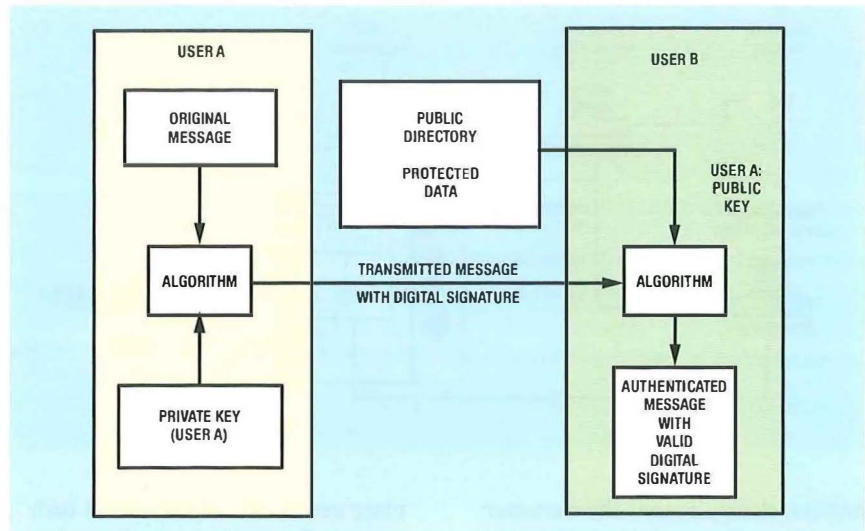 USER A
ORIGINAL
MESSAGE
ALGORITHM
PRIVATE KEY
(USER A)
PUBLIC
DIRECTORY
PROTECTED
DATA
TRANSMITTED MESSAGE
WITH DIGITAL SIGNATURE
USER B
USER A:
PUBLIC
KEY
ALGORITHM
AUTHENTICATED
MESSAGE
WITH
VALID
DIGITAL
SIGNATURE